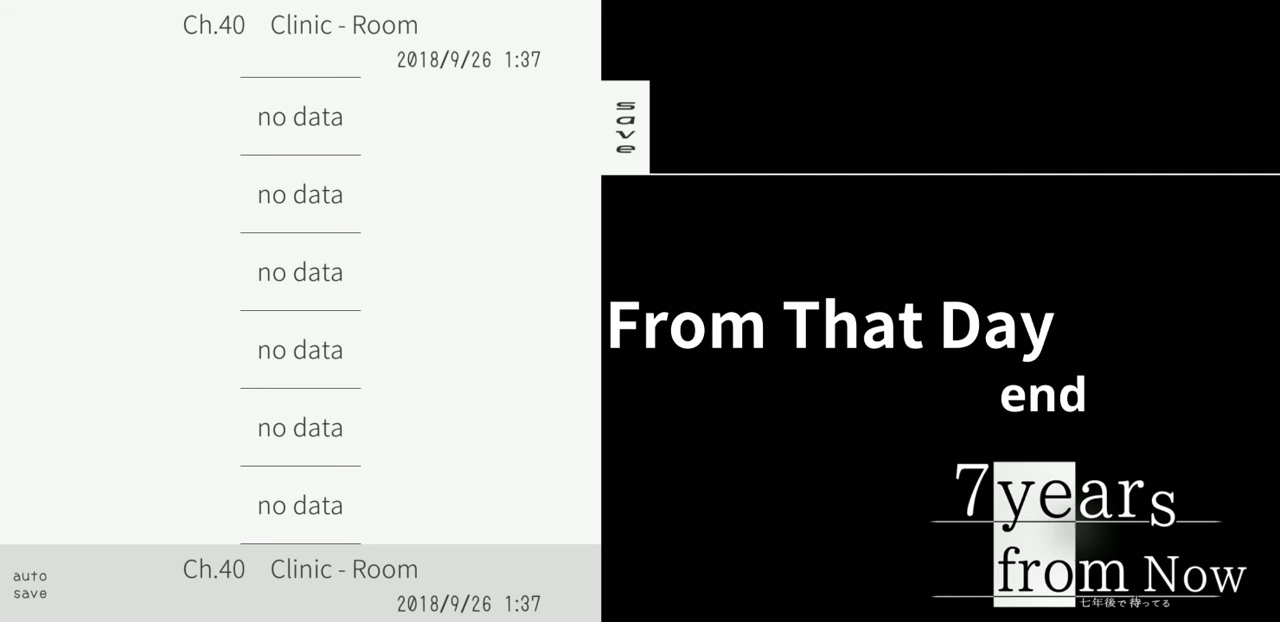 Ch.40 Clinic - Room
2018/9/26 1:37
no data
no data
no data
no data
no data
no data
auto
save
Ch.40 Clinic - Room
2018/9/26 1:37
save
From That Day
end
7years
from Now
七年後で待ってる